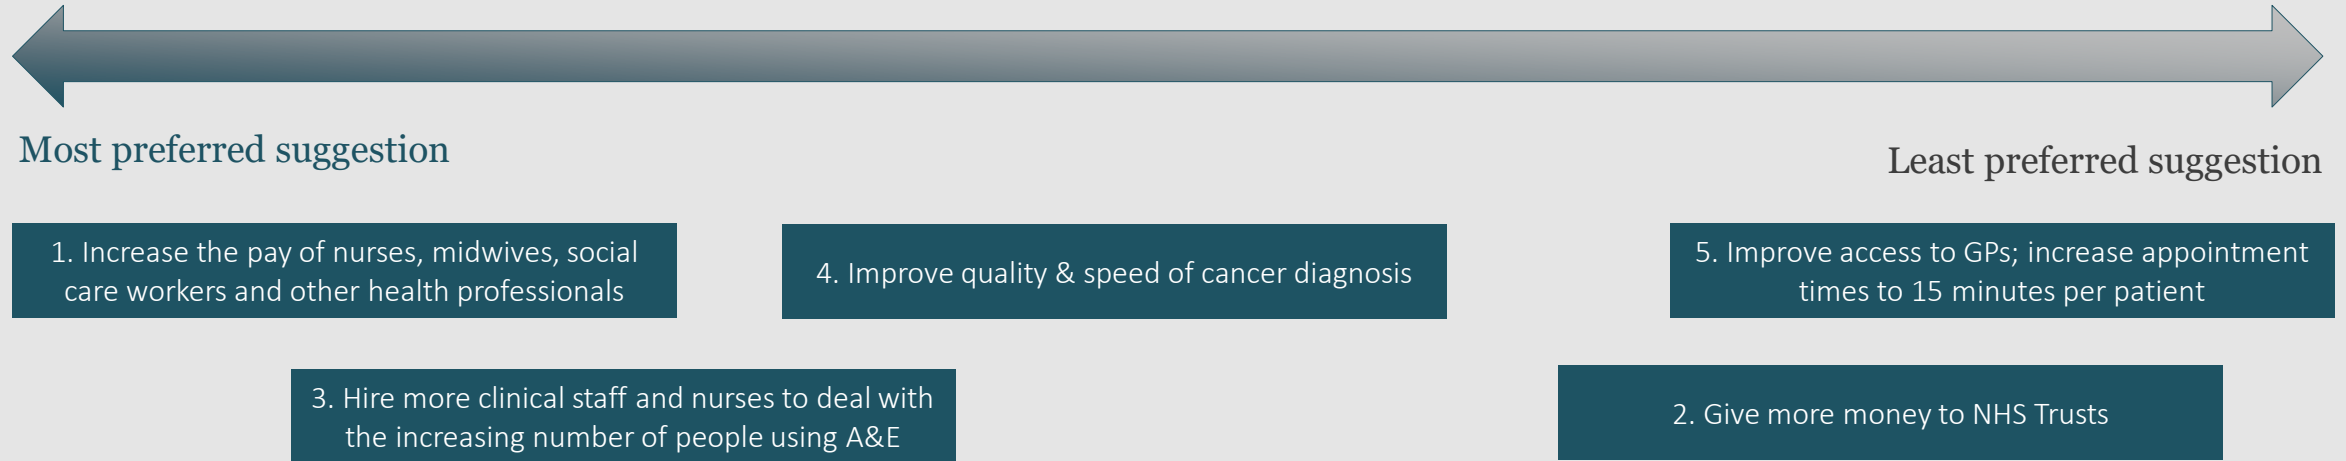 Most preferred suggestion
Least preferred suggestion
1. Increase the pay of nurses, midwives, social
care workers and other health professionals
4. Improve quality & speed of cancer diagnosis
5. Improve access to GPs; increase appointment
times to 15 minutes per patient
3. Hire more clinical staff and nurses to deal with
the increasing number of people using A&E
2. Give more money to NHS Trusts